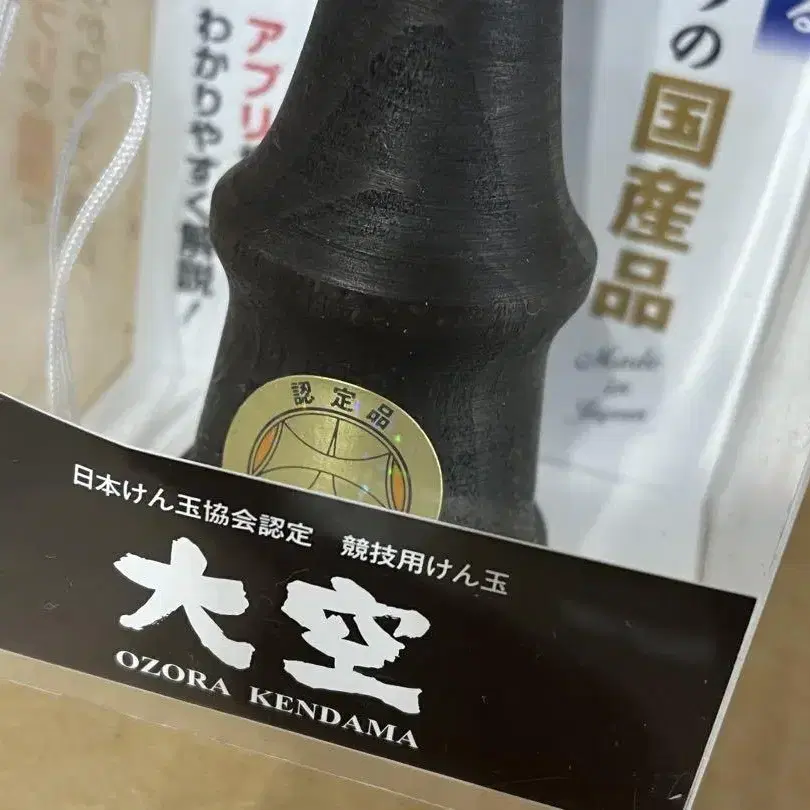 アプリ
わかりやすく解説!
の国産品
Made
in
Japan
認定品
日本けん玉協会認定 競技用けん玉
大空
OZORA KENDAMA